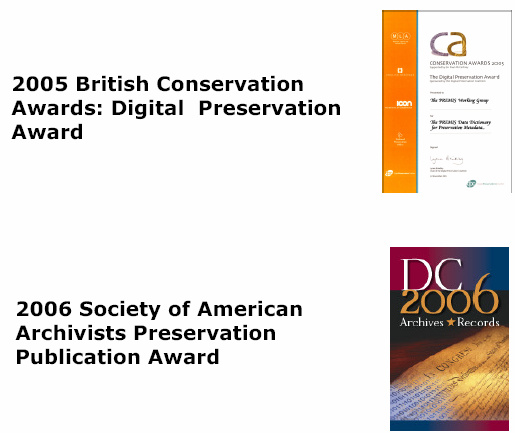 2005 British Conservation
Awards: Digital Preservation
Award
ca
CONSERVATION AWARDS 2005
The Digital Preservation Award
The PREMIS Working Group
The PREMIS Data Dictionary
for Preservation Metadata.
icon
2006 Society of American
Archivists Preservation
Publication Award
DC
2006
Archives ★ Records